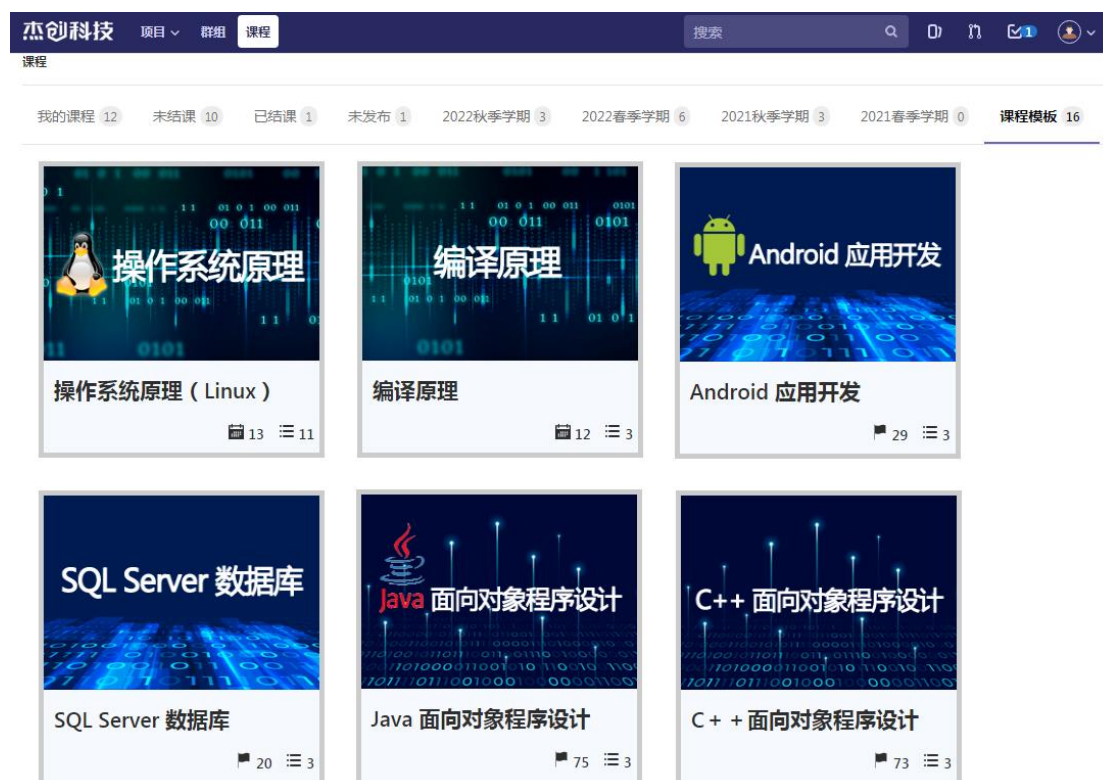 杰创科技 项目 群组 课程 搜索 1
课程
我的课程 12 未结课 10 已结课 1 未发布 1 2022秋季学期 3 2022春季学期 6 2021秋季学期 3 2021春季学期 0 课程模板 16
操作系统原理 编译原理 Android 应用开发
操作系统原理（Linux） 编译原理 Android 应用开发
13 11 12 3 29 3
SQL Server 数据库 Java 面向对象程序设计 C++ 面向对象程序设计
SQL Server 数据库 Java 面向对象程序设计 C + + 面向对象程序设计
20 3 75 3 73 3